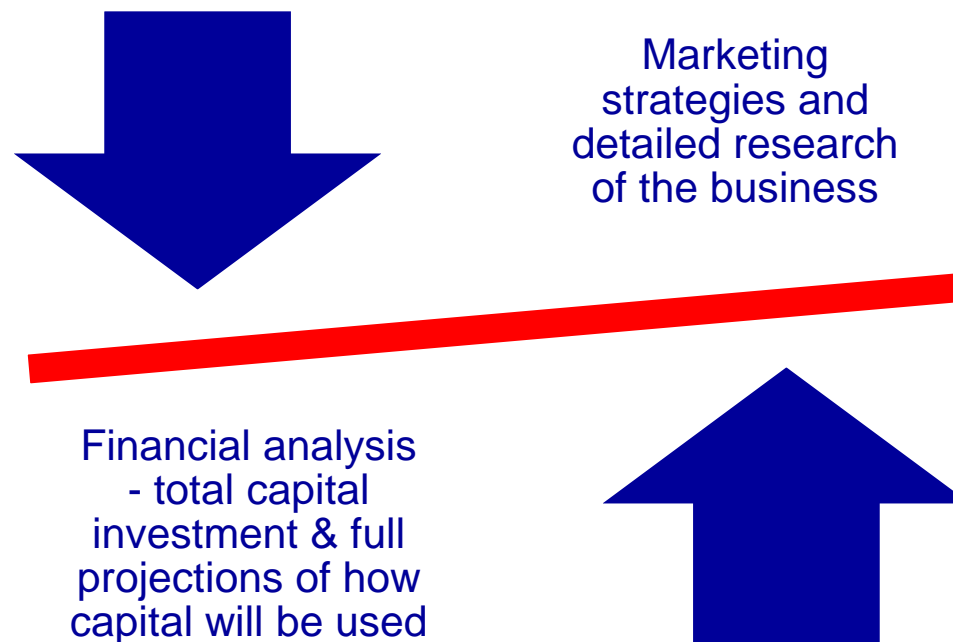 Marketing
strategies and
detailed research
of the business
Financial analysis
- total capital
investment & full
projections of how
capital will be used